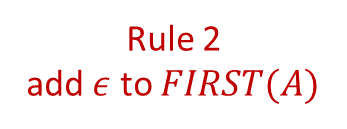 Rule 2
add ϵ to FIRST(A)